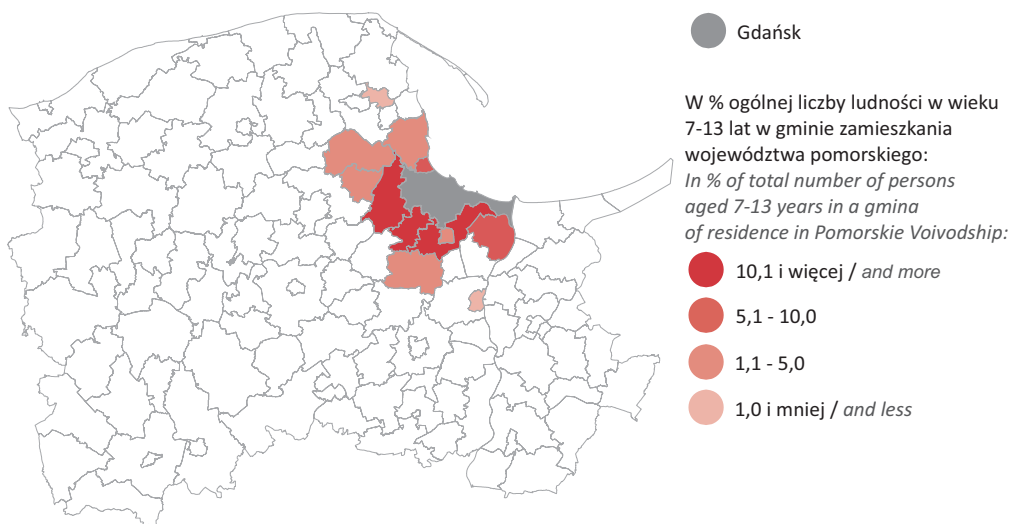 Gdańsk
W % ogólnej liczby ludności w wieku
7-13 lat w gminie zamieszkania
województwa pomorskiego:
In % of total number of persons
aged 7-13 years in a gmina
of residence in Pomorskie Voivodship:
10,1 i więcej / and more
5,1 - 10,0
1,1 - 5,0
1,0 i mniej / and less